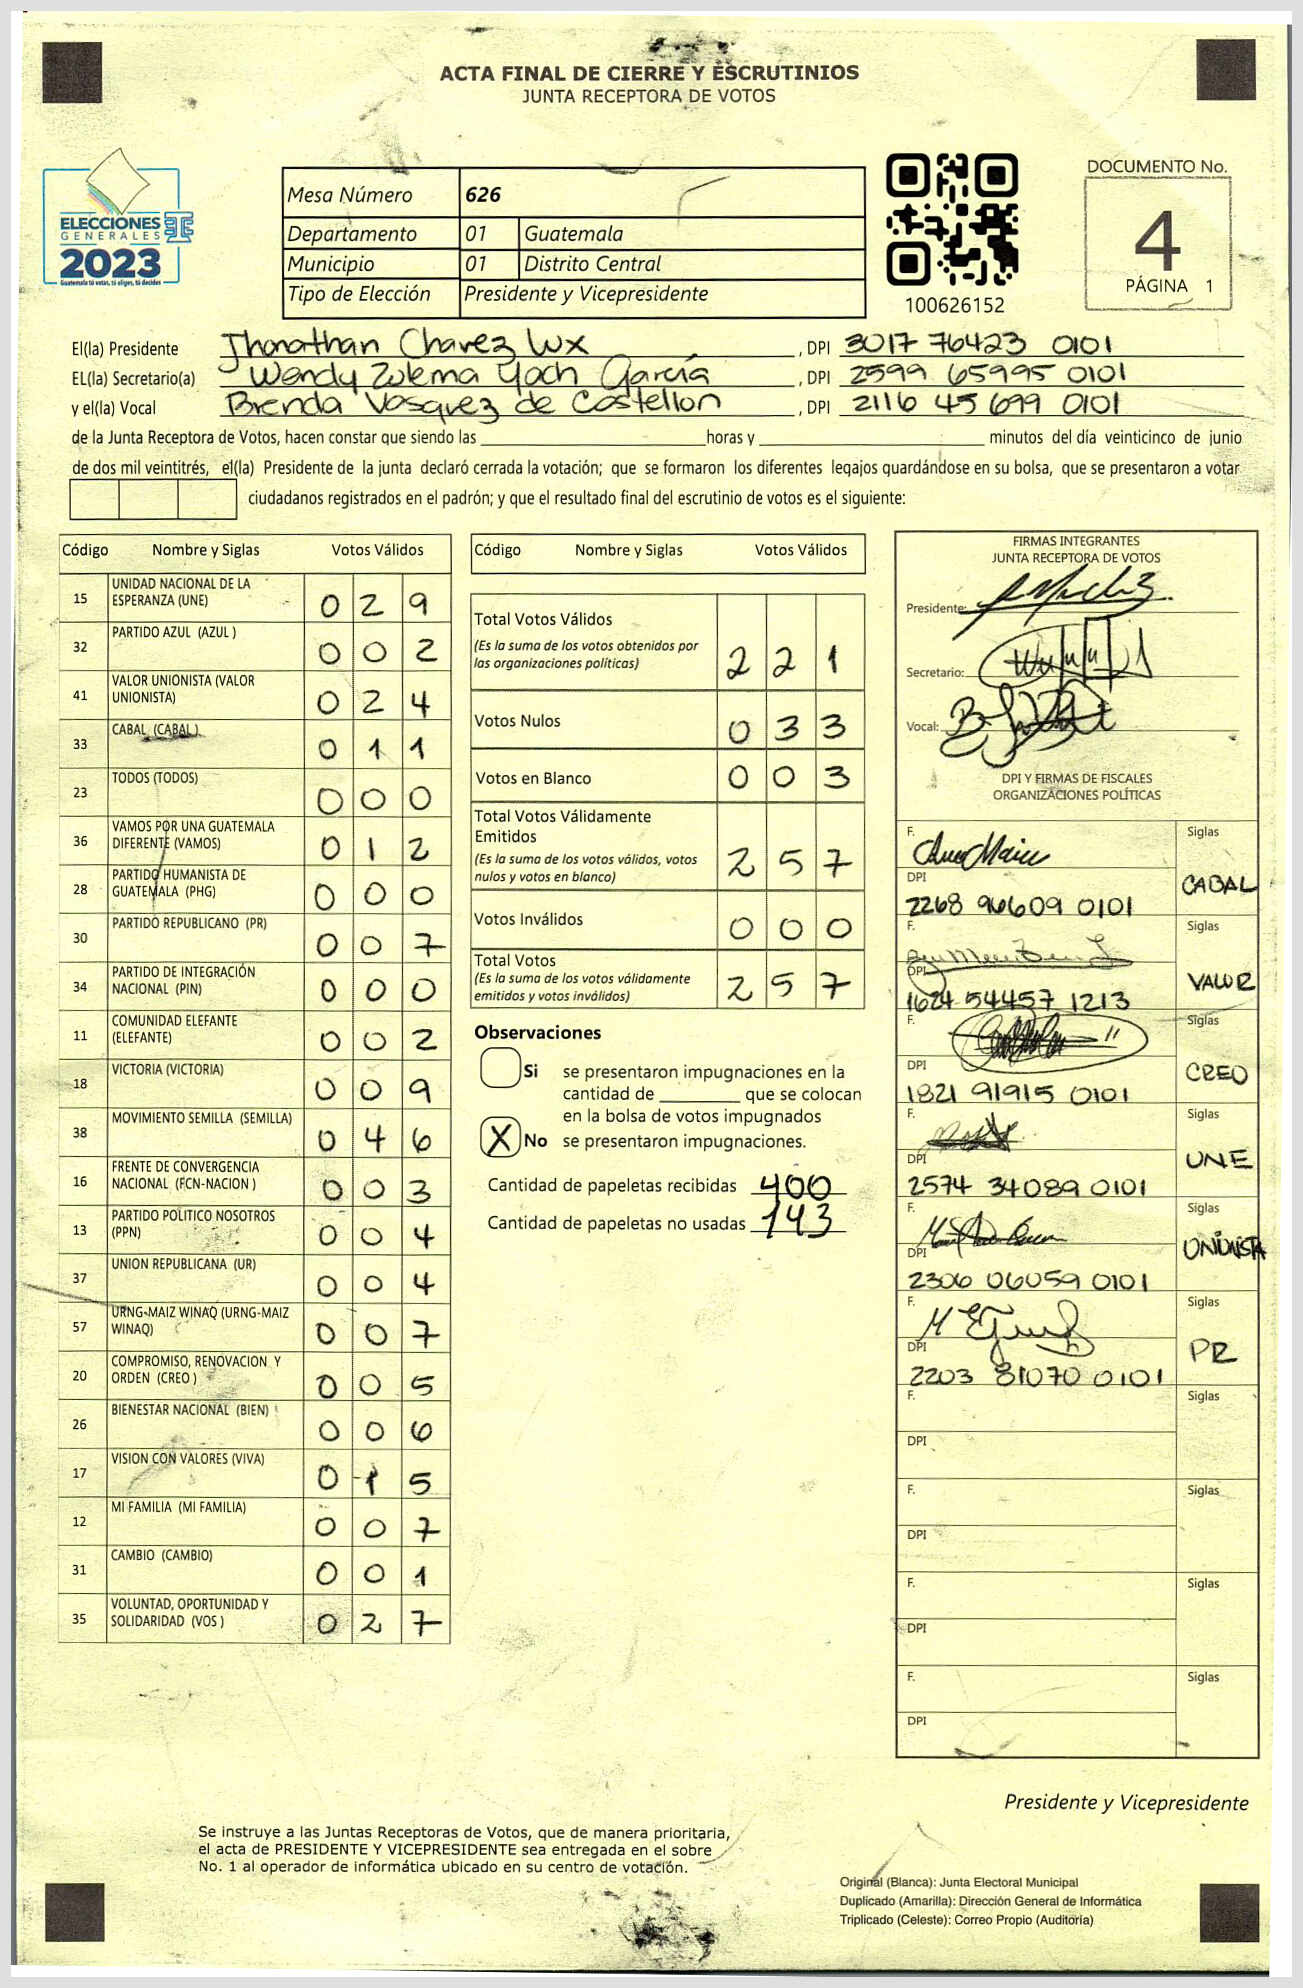 ACTA FINAL DE CIERRE Y ESCRUTINIOS
JUNTA RECEPTORA DE VOTOS
ELECCIONES
GENERALES
2023
Guatemala tú votas, tú eliges, tú decides
Mesa Número 626
Departamento 01 Guatemala
Municipio 01 Distrito Central
Tipo de Elección Presidente y Vicepresidente
100626152
DOCUMENTO No.
4
PÁGINA 1
El(la) Presidente Jhonathan Chavez Lux , DPI 3017 76423 0101
EL(la) Secretario(a) Wendy Zulema Yach García , DPI 2599 65995 0101
y el(la) Vocal Brenda Vasquez de Castellon , DPI 2116 45 699 0101
de la Junta Receptora de Votos, hacen constar que siendo las horas y minutos del día veinticinco de junio
de dos mil veintitrés, el(la) Presidente de la junta declaró cerrada la votación; que se formaron los diferentes legajos guardándose en su bolsa, que se presentaron a votar
ciudadanos registrados en el padrón; y que el resultado final del escrutinio de votos es el siguiente:
Código Nombre y Siglas Votos Válidos
15 UNIDAD NACIONAL DE LA ESPERANZA (UNE) 0 2 9
32 PARTIDO AZUL (AZUL ) 0 0 2
41 VALOR UNIONISTA (VALOR UNIONISTA) 0 2 4
33 CABAL (CABAL) 0 1 1
23 TODOS (TODOS) 0 0 0
36 VAMOS POR UNA GUATEMALA DIFERENTE (VAMOS) 0 1 2
28 PARTIDO HUMANISTA DE GUATEMALA (PHG) 0 0 0
30 PARTIDO REPUBLICANO (PR) 0 0 7
34 PARTIDO DE INTEGRACIÓN NACIONAL (PIN) 0 0 0
11 COMUNIDAD ELEFANTE (ELEFANTE) 0 0 2
18 VICTORIA (VICTORIA) 0 0 9
38 MOVIMIENTO SEMILLA (SEMILLA) 0 4 6
16 FRENTE DE CONVERGENCIA NACIONAL (FCN-NACION ) 0 0 3
13 PARTIDO POLITICO NOSOTROS (PPN) 0 0 4
37 UNION REPUBLICANA (UR) 0 0 4
57 URNG-MAIZ WINAQ (URNG-MAIZ WINAQ) 0 0 7
20 COMPROMISO, RENOVACION Y ORDEN (CREO ) 0 0 5
26 BIENESTAR NACIONAL (BIEN) 0 0 6
17 VISION CON VALORES (VIVA) 0 1 5
12 MI FAMILIA (MI FAMILIA) 0 0 7
31 CAMBIO (CAMBIO) 0 0 1
35 VOLUNTAD, OPORTUNIDAD Y SOLIDARIDAD (VOS ) 0 2 7
Código Nombre y Siglas Votos Válidos
Total Votos Válidos 2 2 1
(Es la suma de los votos obtenidos por
las organizaciones políticas)
Votos Nulos 0 3 3
Votos en Blanco 0 0 3
Total Votos Válidamente
Emitidos 2 5 7
(Es la suma de los votos válidos, votos
nulos y votos en blanco)
Votos Inválidos 0 0 0
Total Votos 2 5 7
(Es la suma de los votos válidamente
emitidos y votos inválidos)
Observaciones
Si se presentaron impugnaciones en la
cantidad de que se colocan
en la bolsa de votos impugnados
X No se presentaron impugnaciones.
Cantidad de papeletas recibidas 400
Cantidad de papeletas no usadas 143
FIRMAS INTEGRANTES
JUNTA RECEPTORA DE VOTOS
Presidente:
Secretario:
Vocal:
DPI Y FIRMAS DE FISCALES
ORGANIZACIONES POLÍTICAS
F. Siglas
DPI CABAL
2268 96609 0101
F. Siglas
DPI VALOR
1624 54457 1213
F. Siglas
DPI CREO
1821 91915 0101
F. Siglas
DPI UNE
2574 34089 0101
F. Siglas
DPI UNIONISTA
2306 06059 0101
F. Siglas
DPI PR
2203 81070 0101
F. Siglas
DPI
F. Siglas
DPI
F. Siglas
DPI
F. Siglas
DPI
Presidente y Vicepresidente
Se instruye a las Juntas Receptoras de Votos, que de manera prioritaria,
el acta de PRESIDENTE Y VICEPRESIDENTE sea entregada en el sobre
No. 1 al operador de informática ubicado en su centro de votación.
Original (Blanca): Junta Electoral Municipal
Duplicado (Amarilla): Dirección General de Informática
Triplicado (Celeste): Correo Propio (Auditoría)